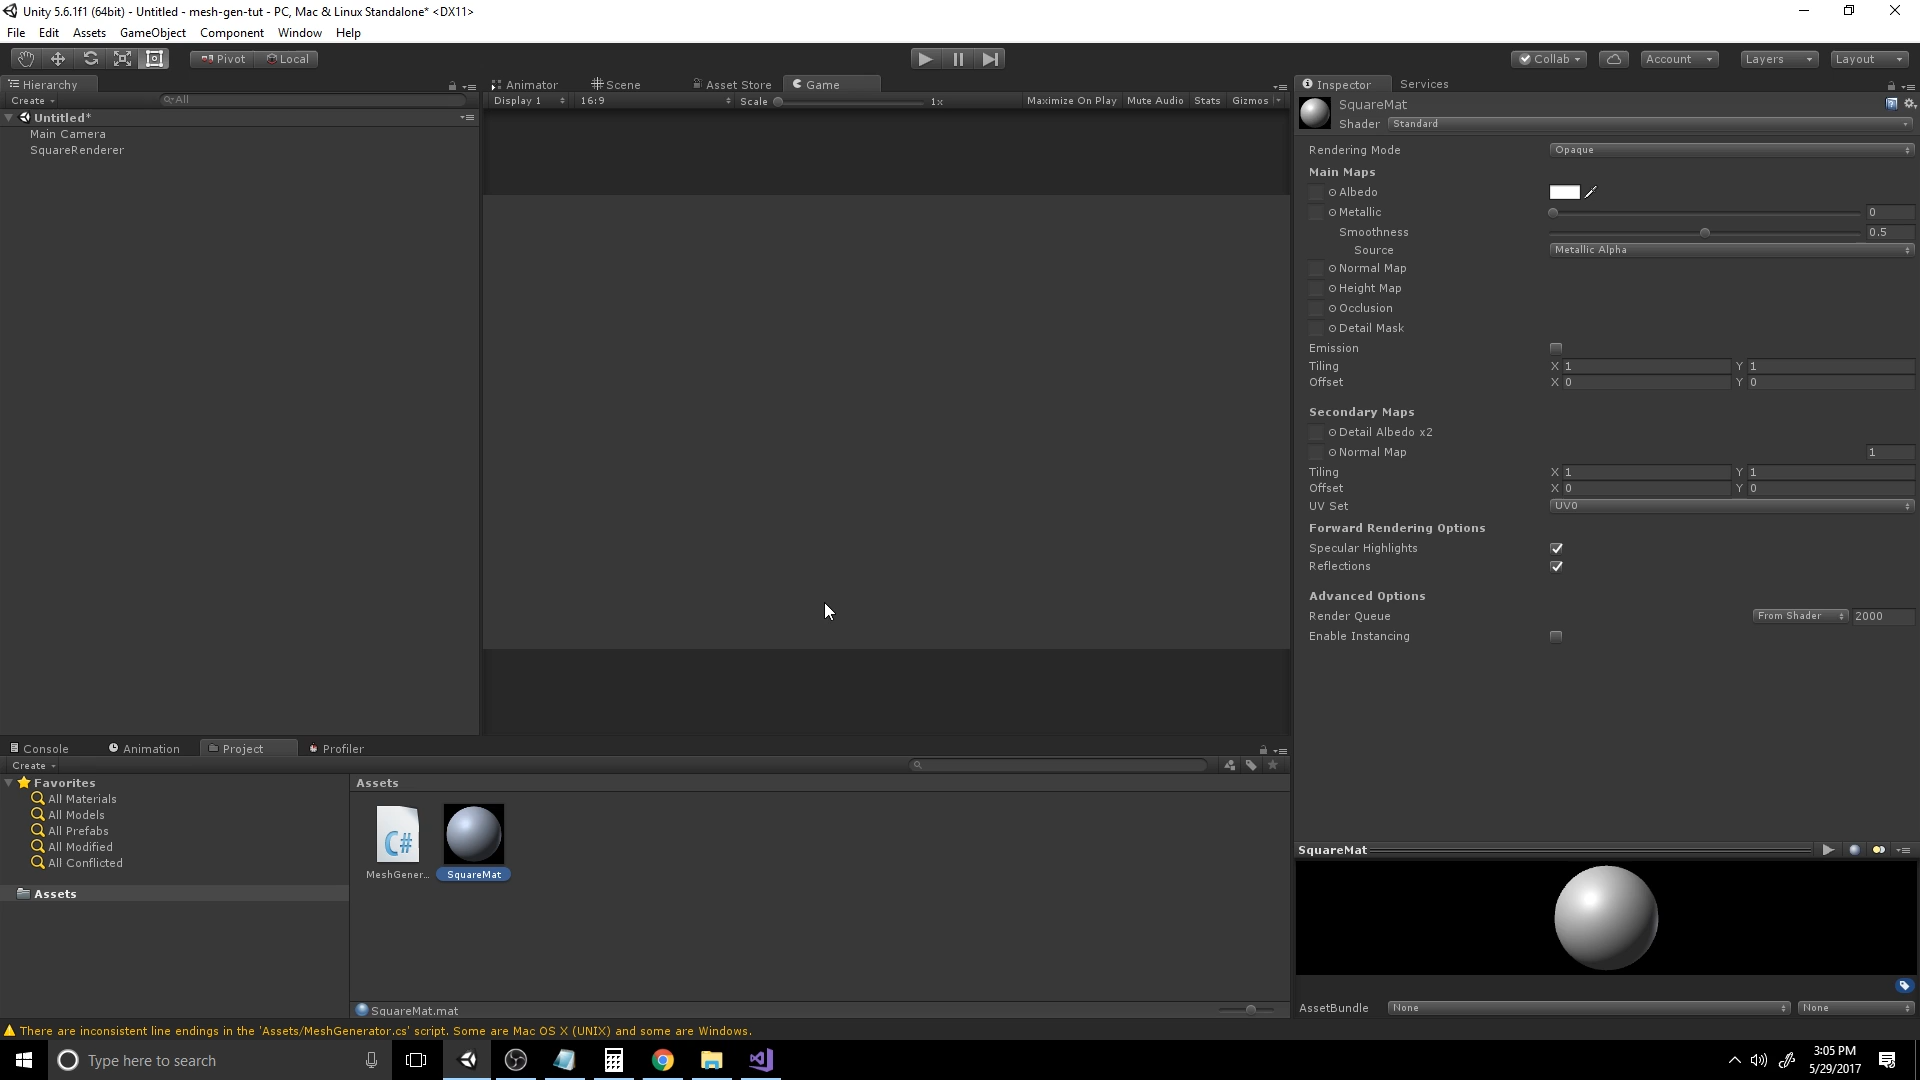 Unity 5.6.1f1 (64bit) - Untitled - mesh-gen-tut - PC, Mac & Linux Standalone* <DX11>
File Edit Assets GameObject Component Window Help
Pivot Local Collab Account Layers Layout
Hierarchy Animator Scene Asset Store Game Inspector Services
Create All Display 1 16:9 Scale 1x Maximize On Play Mute Audio Stats Gizmos
Untitled*
Main Camera
SquareRenderer
SquareMat
Shader Standard
Rendering Mode Opaque
Main Maps
Albedo
Metallic 0
Smoothness 0.5
Source Metallic Alpha
Normal Map
Height Map
Occlusion
Detail Mask
Emission
Tiling X 1 Y 1
Offset X 0 Y 0
Secondary Maps
Detail Albedo x2
Normal Map 1
Tiling X 1 Y 1
Offset X 0 Y 0
UV Set UV0
Forward Rendering Options
Specular Highlights
Reflections
Advanced Options
Render Queue From Shader 2000
Enable Instancing
Console Animation Project Profiler
Create
Favorites
All Materials
All Models
All Prefabs
All Modified
All Conflicted
Assets
Assets
C#
MeshGener... SquareMat
SquareMat.mat
SquareMat
AssetBundle None None
There are inconsistent line endings in the 'Assets/MeshGenerator.cs' script. Some are Mac OS X (UNIX) and some are Windows.
Type here to search
3:05 PM
5/29/2017